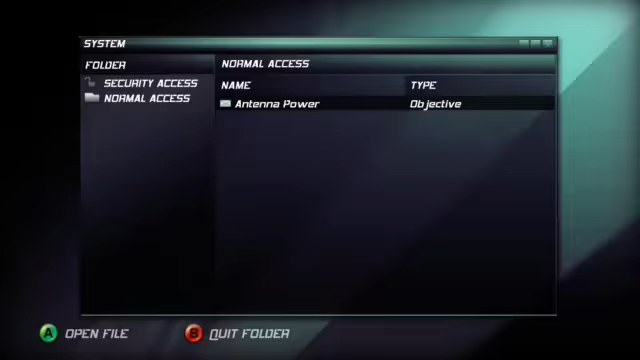 SYSTEM
FOLDER
NORMAL ACCESS
SECURITY ACCESS
NORMAL ACCESS
NAME TYPE
Antenna Power Objective
A OPEN FILE B QUIT FOLDER